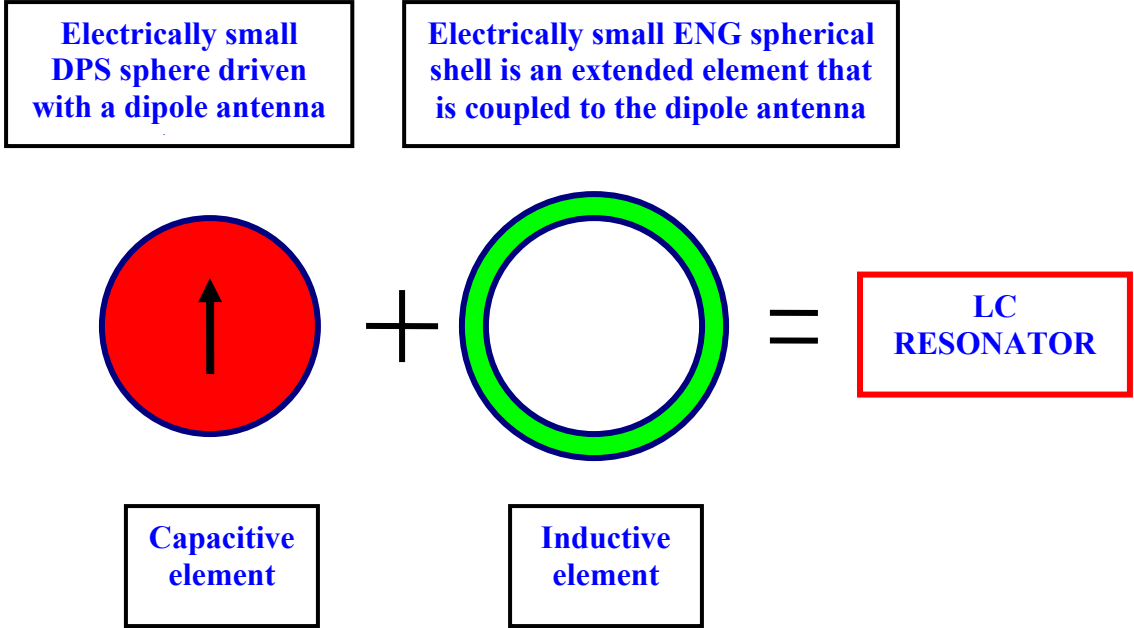 Electrically small
DPS sphere driven
with a dipole antenna
Electrically small ENG spherical
shell is an extended element that
is coupled to the dipole antenna
+
=
LC
RESONATOR
Capacitive
element
Inductive
element